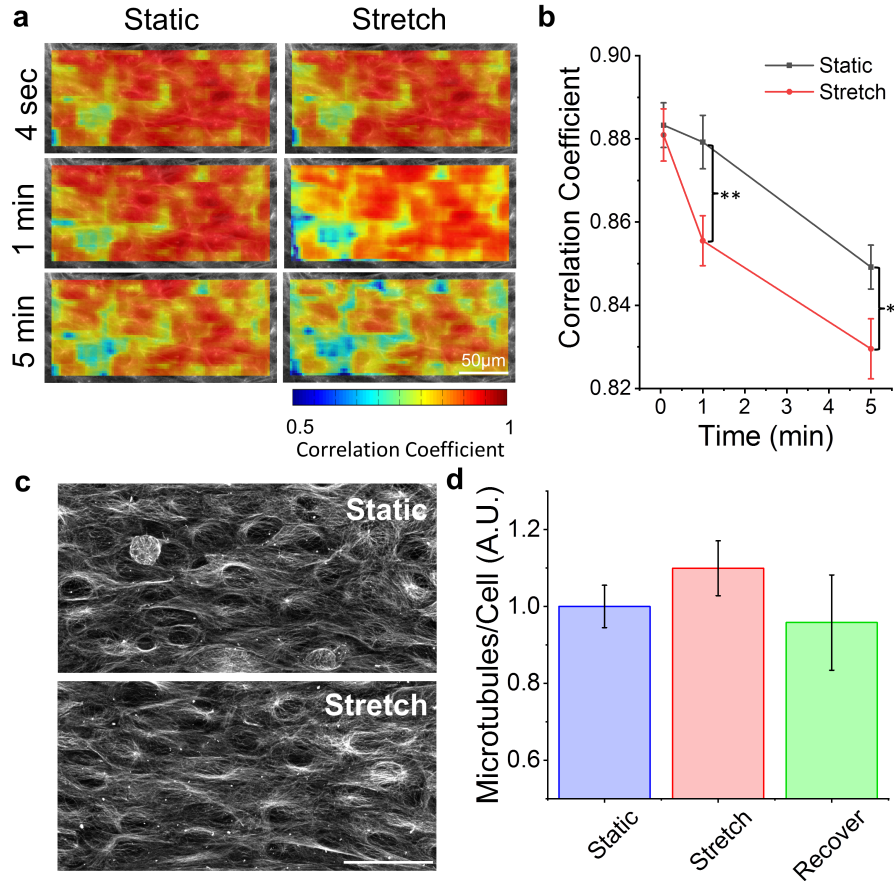 a
Static
Stretch
4 sec
1 min
5 min
50μm
0.5
1
Correlation Coefficient
b
0.90
0.88
0.86
0.84
0.82
Correlation Coefficient
Static
Stretch
**
*
0
1
2
3
4
5
Time (min)
c
Static
Stretch
d
Microtubules/Cell (A.U.)
1.2
1.0
0.8
0.6
Static
Stretch
Recover